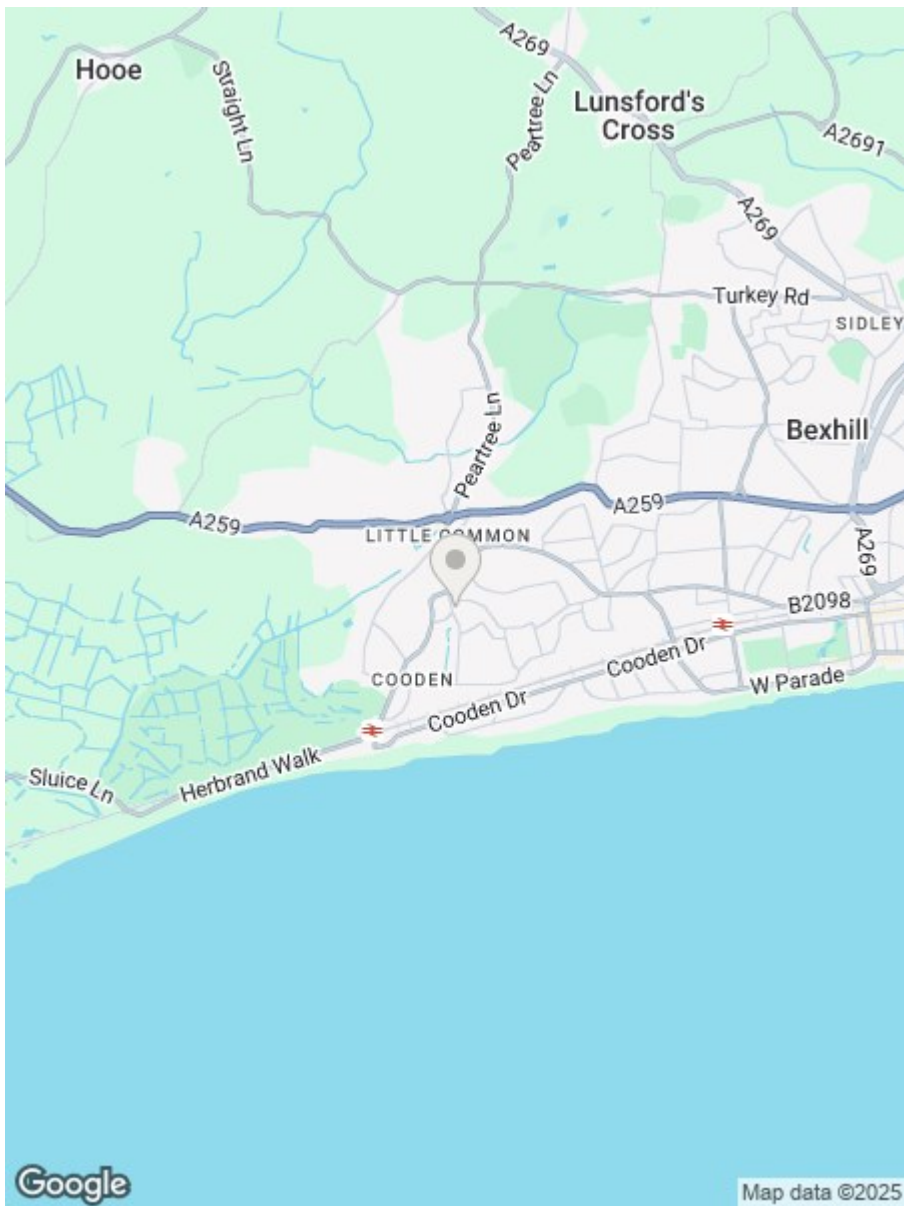 A269
Hooe
Straight Ln
Peartree Ln
Lunsford's
Cross
A2691
A269
Turkey Rd
SIDLEY
Peartree Ln
Bexhill
A259
A259
LITTLE COMMON
A269
B2098
Cooden Dr
COODEN
W Parade
Cooden Dr
Herbrand Walk
Sluice Ln
Google
Map data ©2025